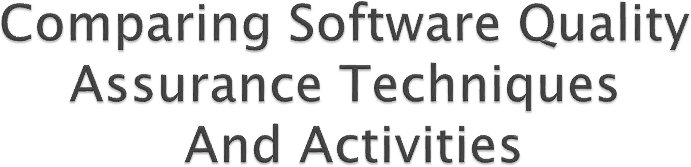 Comparing Software Quality
Assurance Techniques
And Activities